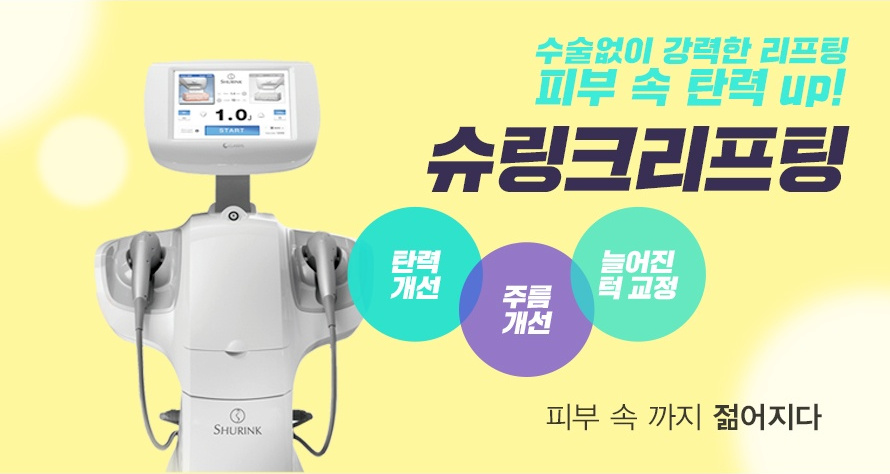 수술없이 강력한 리프팅
피부 속 탄력 up!
슈링크리프팅
탄력
개선
주름
개선
늘어진
턱 교정
피부 속 까지 젊어지다
SHURINK
1.0J
START
SHURINK